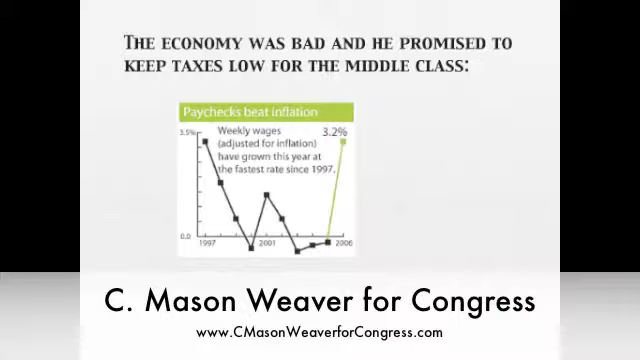 THE ECONOMY WAS BAD AND HE PROMISED TO
KEEP TAXES LOW FOR THE MIDDLE CLASS:
Paychecks beat inflation
3.5%
Weekly wages
3.2%
(adjusted for inflation)
have grown this year at
the fastest rate since 1997.
0.0
1997
2001
2006
C. Mason Weaver for Congress
www.CMasonWeaverforCongress.com